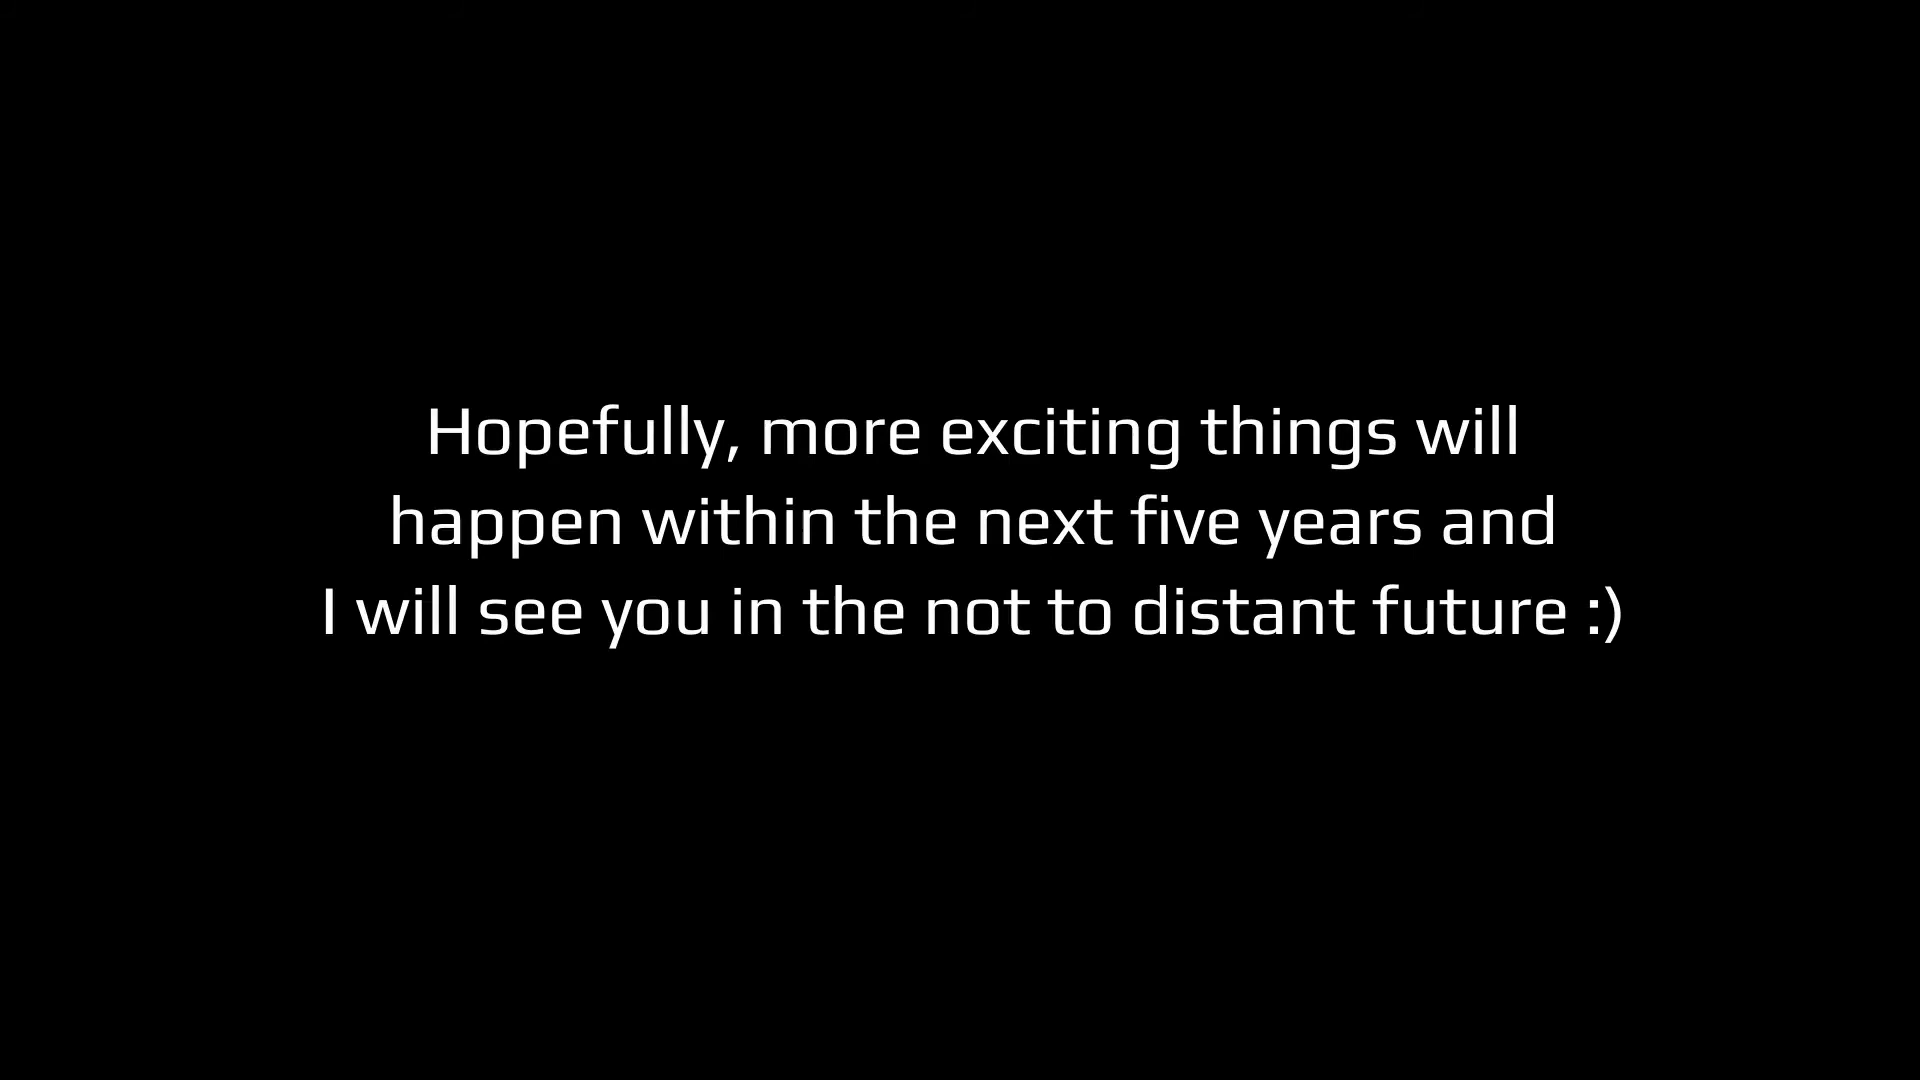 Hopefully, more exciting things will
happen within the next five years and
I will see you in the not to distant future :)